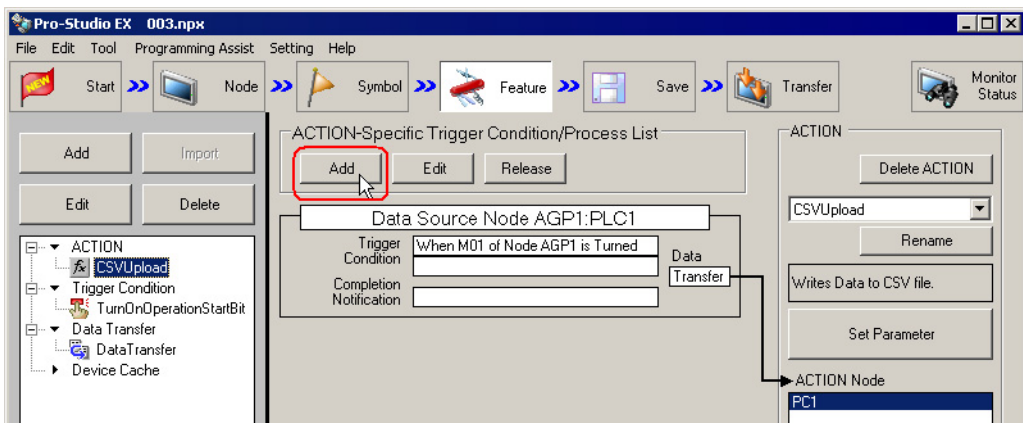 Pro-Studio EX 003.npx
File Edit Tool Programming Assist Setting Help
NEW Start Node Symbol Feature Save Transfer Monitor Status
Add Import
Edit Delete
ACTION
fx CSVUpload
Trigger Condition
TurnOnOperationStartBit
Data Transfer
DataTransfer
Device Cache
ACTION-Specific Trigger Condition/Process List
Add Edit Release
Data Source Node AGP1:PLC1
Trigger Condition
When M01 of Node AGP1 is Turned
Completion Notification
Data
Transfer
ACTION
Delete ACTION
CSVUpload
Rename
Writes Data to CSV file.
Set Parameter
ACTION Node
PC1